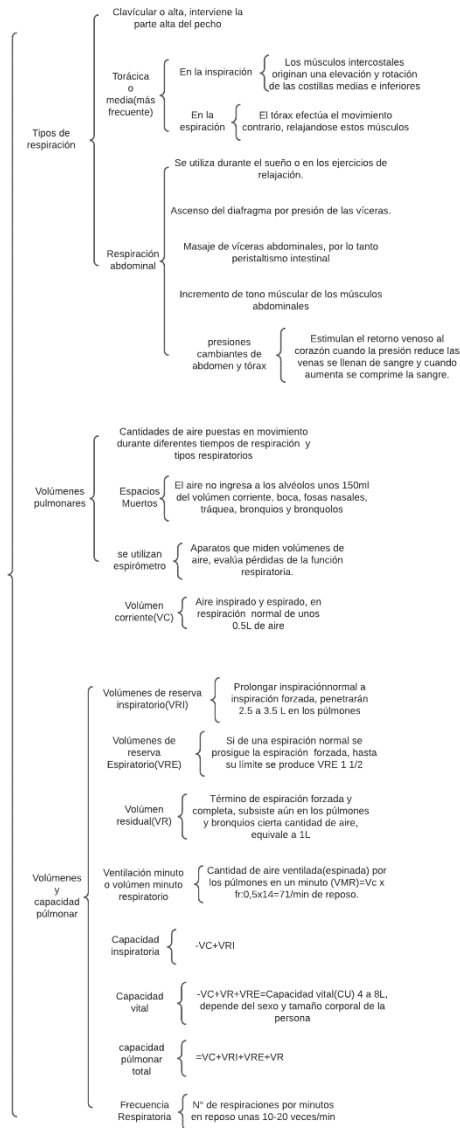 Clavícular o alta, interviene la
parte alta del pecho
Tipos de
respiración
Torácica
o
media(más
frecuente)
En la inspiración
Los músculos intercostales
originan una elevación y rotación
de las costillas medias e inferiores
En la
espiración
El tórax efectúa el movimiento
contrario, relajandose estos músculos
Respiración
abdominal
Se utiliza durante el sueño o en los ejercicios de
relajación.
Ascenso del diafragma por presión de las víceras.
Masaje de víceras abdominales, por lo tanto
peristaltismo intestinal
Incremento de tono múscular de los músculos
abdominales
presiones
cambiantes de
abdomen y tórax
Estimulan el retorno venoso al
corazón cuando la presión reduce las
venas se llenan de sangre y cuando
aumenta se comprime la sangre.
Volúmenes
pulmonares
Cantidades de aire puestas en movimiento
durante diferentes tiempos de respiración y
tipos respiratorios
Espacios
Muertos
El aire no ingresa a los alvéolos unos 150ml
del volúmen corriente, boca, fosas nasales,
tráquea, bronquios y bronquolos
se utilizan
espirómetro
Aparatos que miden volúmenes de
aire, evalúa pérdidas de la función
respiratoria.
Volúmen
corriente(VC)
Aire inspirado y espirado, en
respiración normal de unos
0.5L de aire
Volúmenes
y
capacidad
púlmonar
Volúmenes de reserva
inspiratorio(VRI)
Prolongar inspiraciónnormal a
inspiración forzada, penetrarán
2.5 a 3.5 L en los púlmones
Volúmenes de
reserva
Espiratorio(VRE)
Si de una espiración normal se
prosigue la espiración forzada, hasta
su límite se produce VRE 1 1/2
Volúmen
residual(VR)
Término de espiración forzada y
completa, subsiste aún en los púlmones
y bronquios cierta cantidad de aire,
equivale a 1L
Ventilación minuto
o volúmen minuto
respiratorio
Cantidad de aire ventilada(espinada) por
los púlmones en un minuto (VMR)=Vc x
fr:0,5x14=71/min de reposo.
Capacidad
inspiratoria
-VC+VRI
Capacidad
vital
-VC+VR+VRE=Capacidad vital(CU) 4 a 8L,
depende del sexo y tamaño corporal de la
persona
capacidad
púlmonar
total
=VC+VRI+VRE+VR
Frecuencia
Respiratoria
N° de respiraciones por minutos
en reposo unas 10-20 veces/min